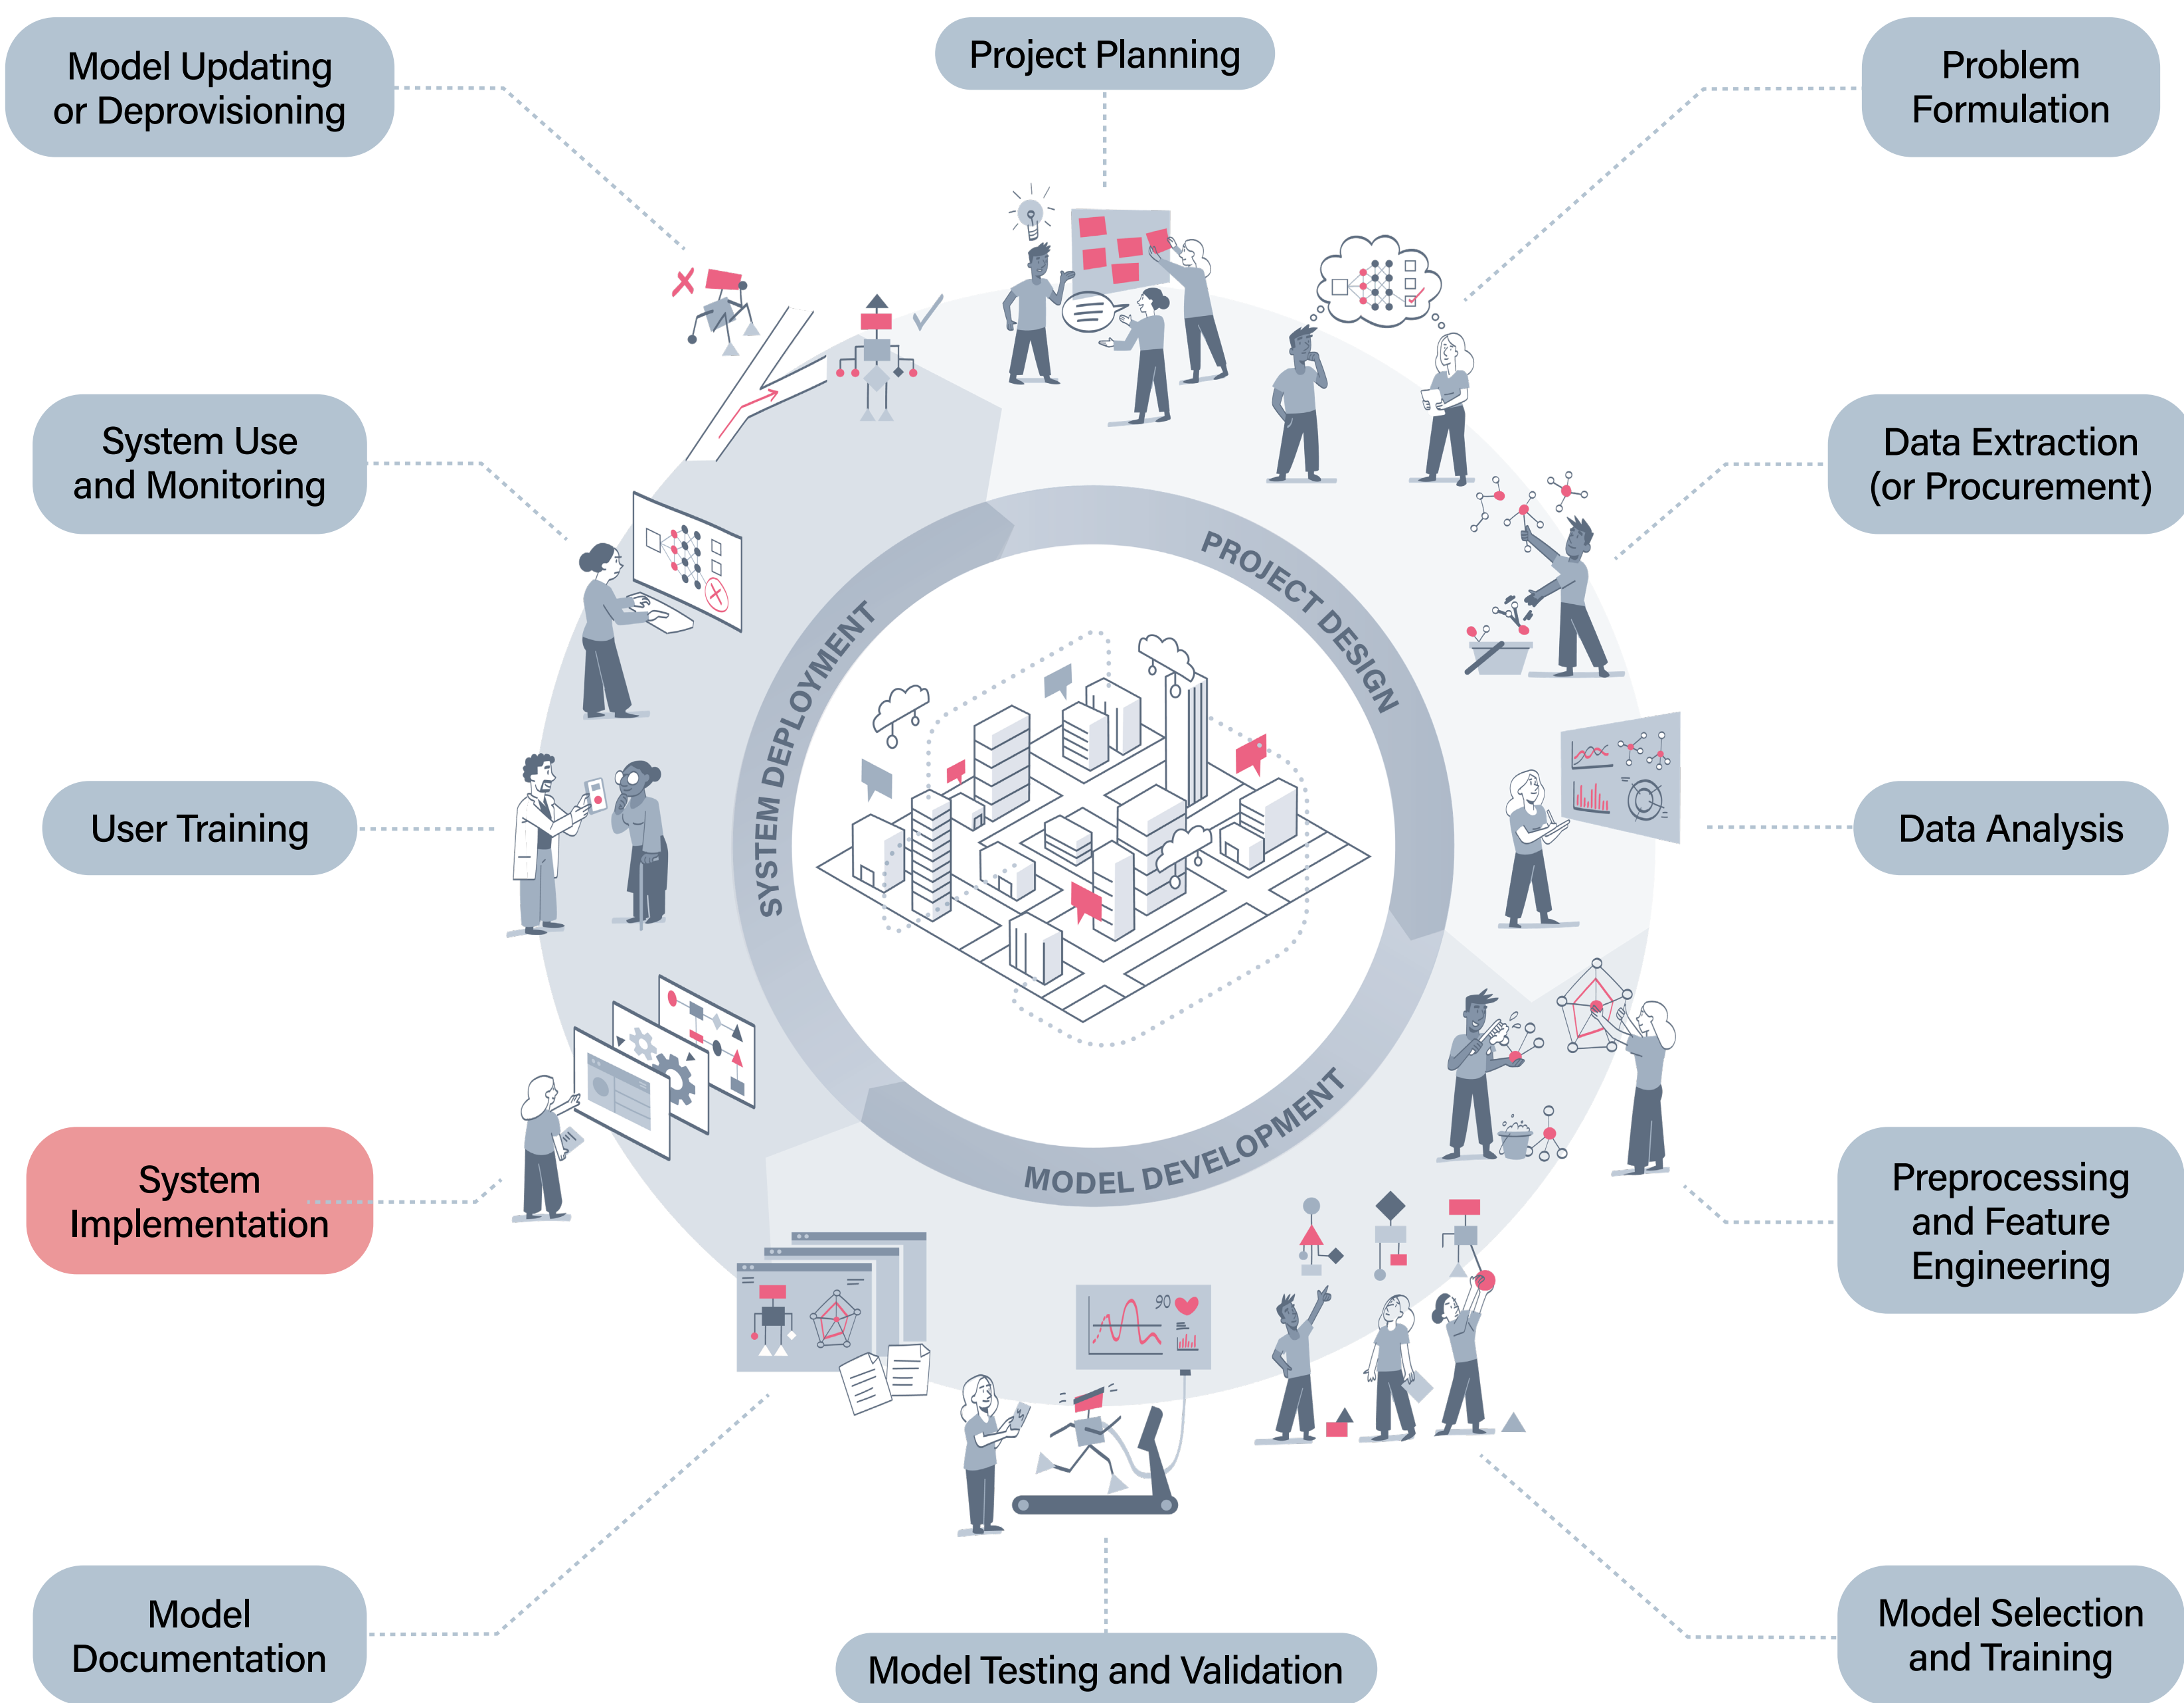 Model Updating
or Deprovisioning
Project Planning
Problem
Formulation
System Use
and Monitoring
Data Extraction
(or Procurement)
User Training
Data Analysis
System
Implementation
Preprocessing
and Feature
Engineering
Model
Documentation
Model Testing and Validation
Model Selection
and Training
PROJECT DESIGN
MODEL DEVELOPMENT
SYSTEM DEPLOYMENT
90